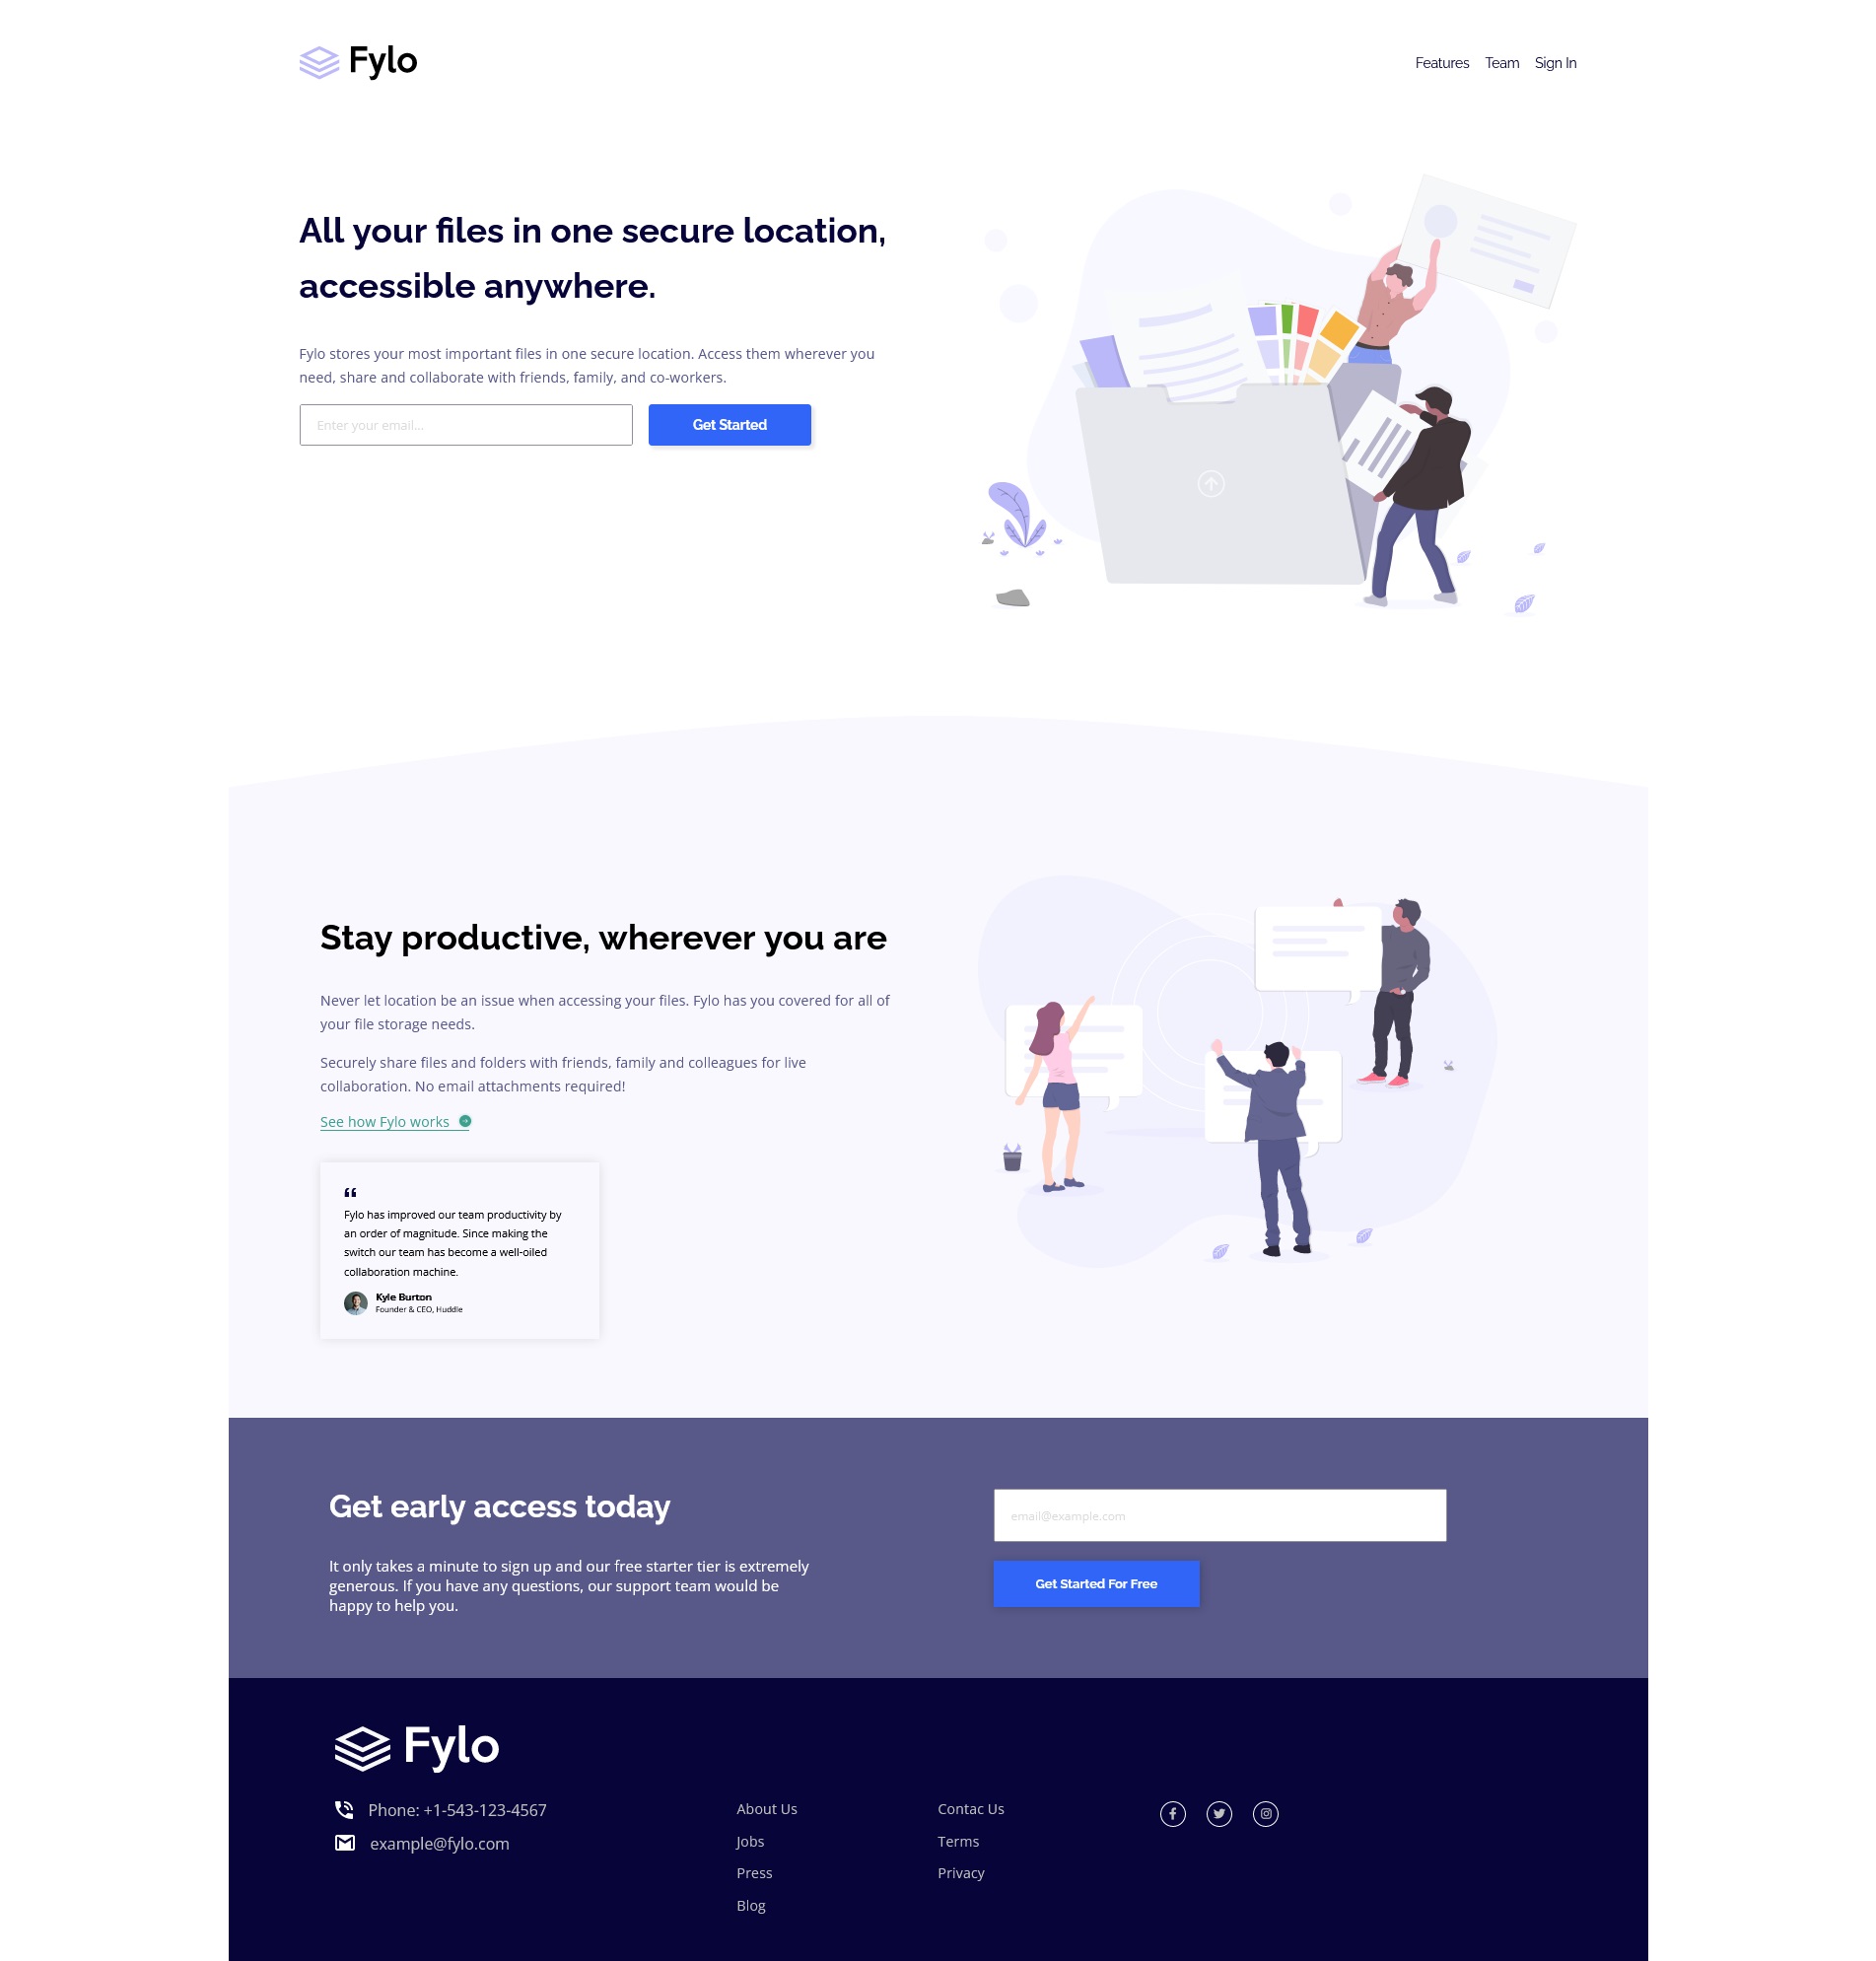 Fylo
Features Team Sign In
All your files in one secure location,
accessible anywhere.
Fylo stores your most important files in one secure location. Access them wherever you
need, share and collaborate with friends, family, and co-workers.
Enter your email...
Get Started
Stay productive, wherever you are
Never let location be an issue when accessing your files. Fylo has you covered for all of
your file storage needs.
Securely share files and folders with friends, family and colleagues for live
collaboration. No email attachments required!
See how Fylo works
“
Fylo has improved our team productivity by
an order of magnitude. Since making the
switch our team has become a well-oiled
collaboration machine.
Kyle Burton
Founder & CEO, Huddle
Get early access today
It only takes a minute to sign up and our free starter tier is extremely
generous. If you have any questions, our support team would be
happy to help you.
email@example.com
Get Started For Free
Fylo
Phone: +1-543-123-4567
example@fylo.com
About Us
Jobs
Press
Blog
Contac Us
Terms
Privacy